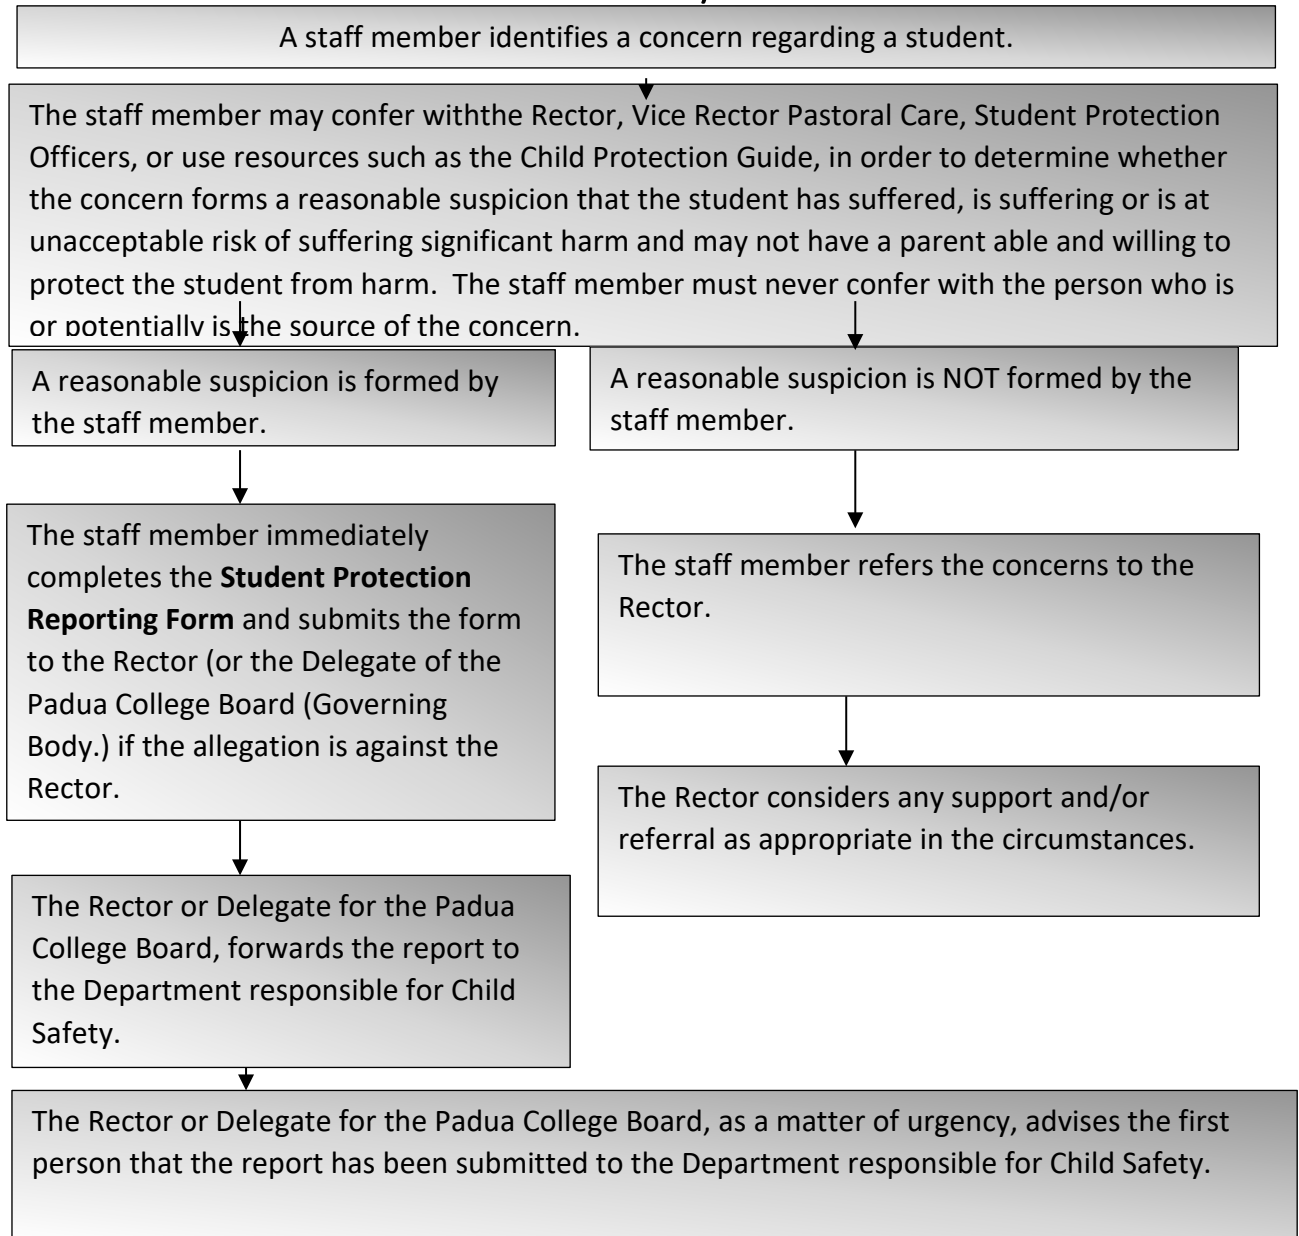 A staff member identifies a concern regarding a student.
The staff member may confer withthe Rector, Vice Rector Pastoral Care, Student Protection
Officers, or use resources such as the Child Protection Guide, in order to determine whether
the concern forms a reasonable suspicion that the student has suffered, is suffering or is at
unacceptable risk of suffering significant harm and may not have a parent able and willing to
protect the student from harm.  The staff member must never confer with the person who is
or potentially is the source of the concern.
A reasonable suspicion is formed by
the staff member.
The staff member immediately
completes the Student Protection
Reporting Form and submits the form
to the Rector (or the Delegate of the
Padua College Board (Governing
Body.) if the allegation is against the
Rector.
The Rector or Delegate for the Padua
College Board, forwards the report to
the Department responsible for Child
Safety.
A reasonable suspicion is NOT formed by the
staff member.
The staff member refers the concerns to the
Rector.
The Rector considers any support and/or
referral as appropriate in the circumstances.
The Rector or Delegate for the Padua College Board, as a matter of urgency, advises the first
person that the report has been submitted to the Department responsible for Child Safety.